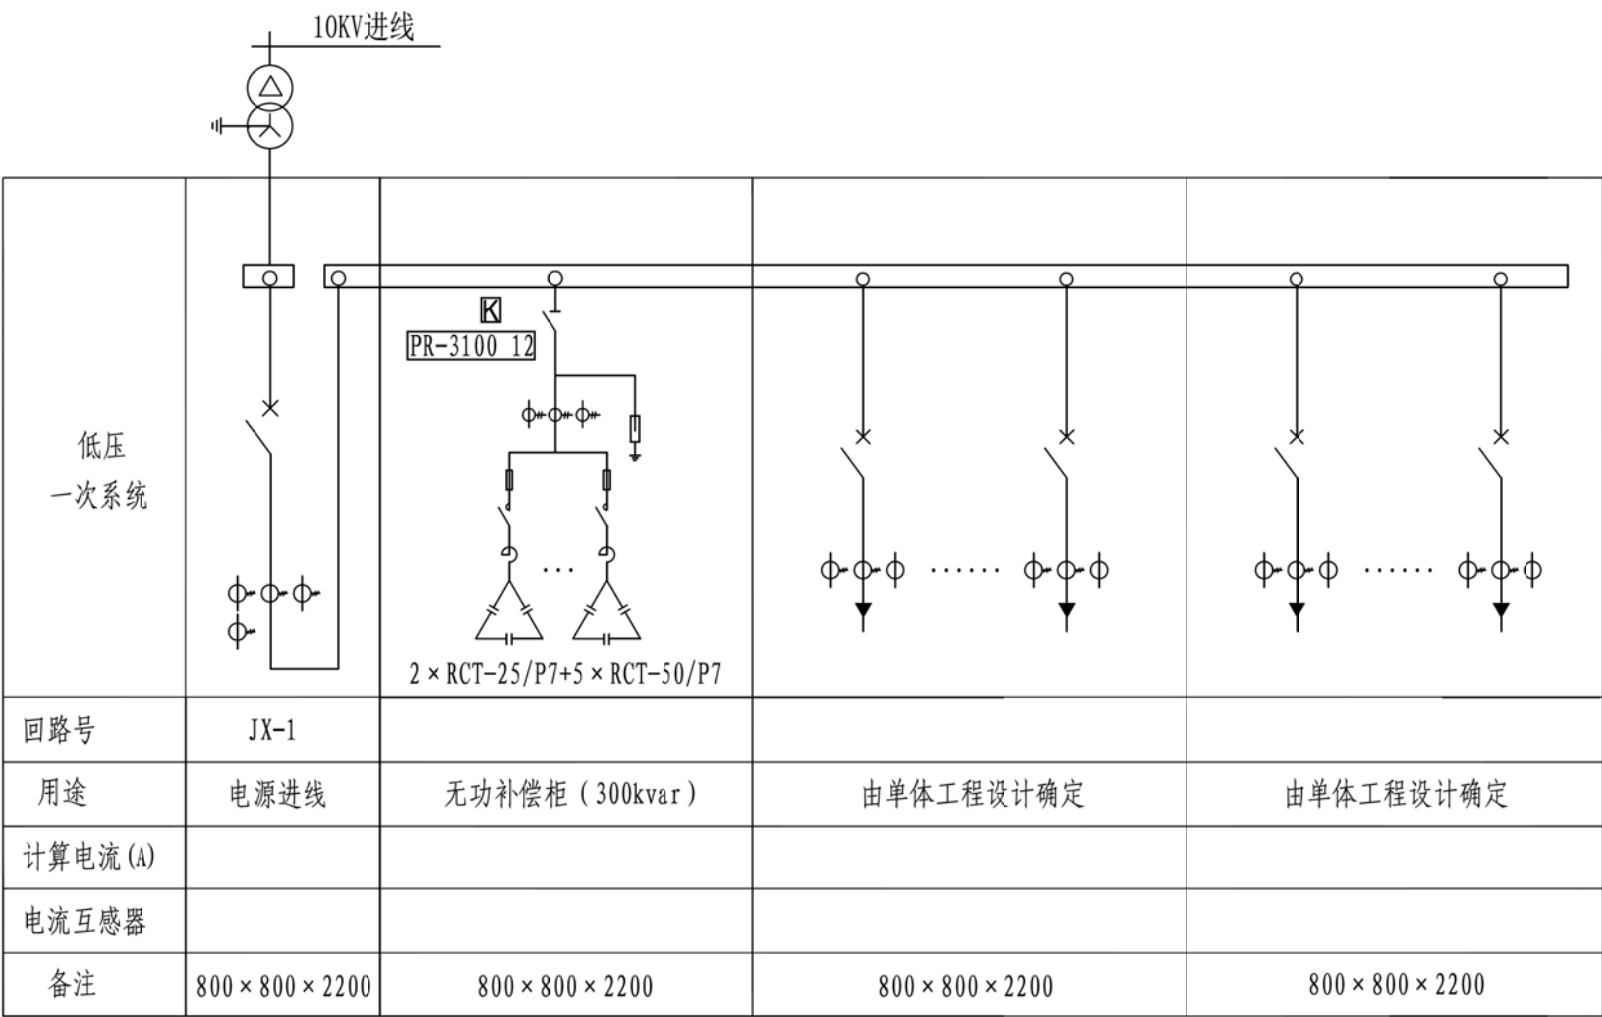 10KV进线
K
PR-3100 12
低压
一次系统
2×RCT-25/P7+5×RCT-50/P7
回路号 JX-1
用途 电源进线 无功补偿柜（300kvar） 由单体工程设计确定 由单体工程设计确定
计算电流(A)
电流互感器
备注 800×800×2200 800×800×2200 800×800×2200 800×800×2200